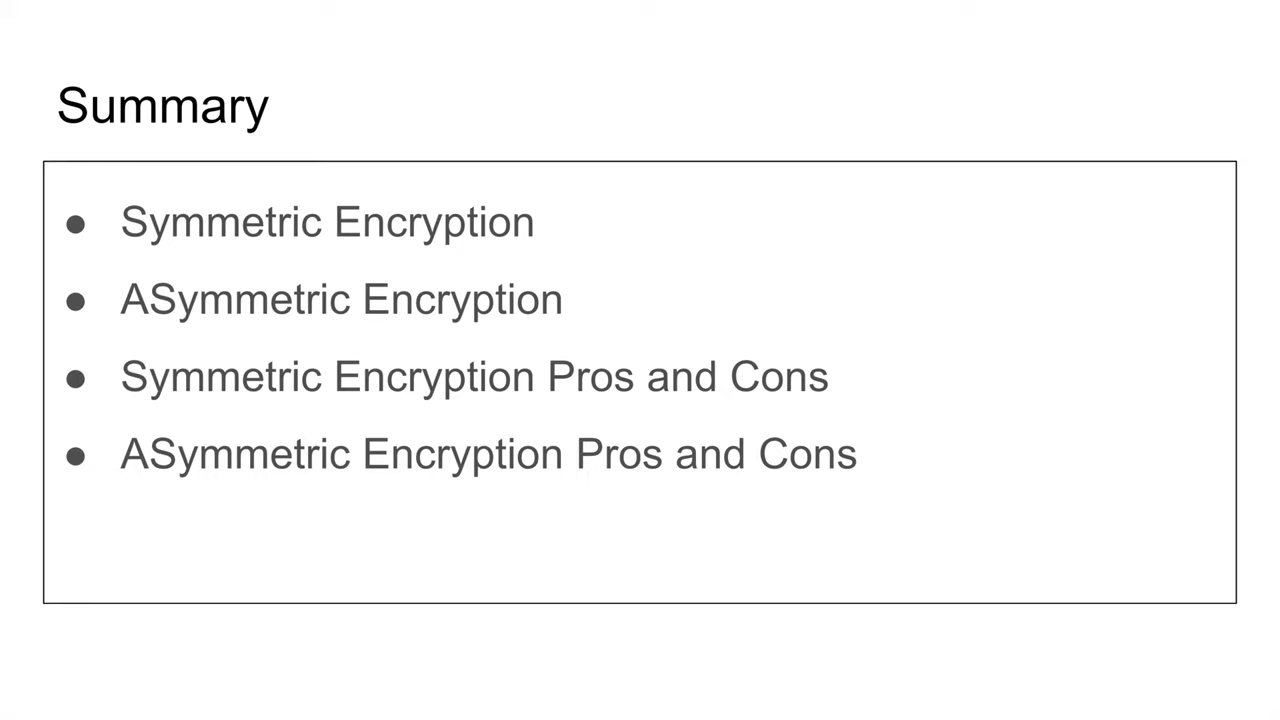 Summary
● Symmetric Encryption
● ASymmetric Encryption
● Symmetric Encryption Pros and Cons
● ASymmetric Encryption Pros and Cons